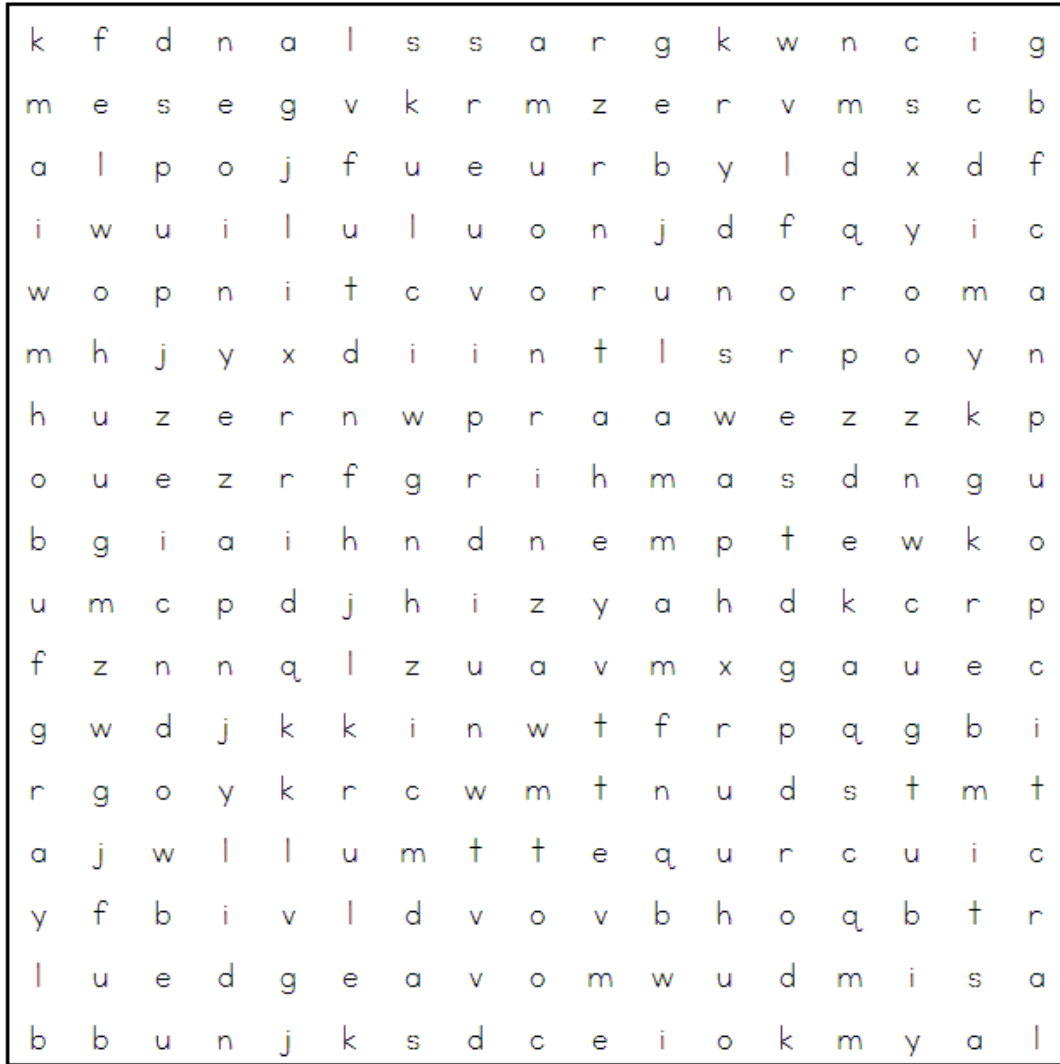 k f d n a l s s a r g k w n c i g
m e s e g v k r m z e r v m s c b
a l p o j f u e u r b y l d x d f
i w u i l u l u o n j d f q y i c
w o p n i t c v o r u n o r o m a
m h j y x d i i n t l s r p o y n
h u z e r n w p r a a w e z z k p
o u e z r f g r i h m a s d n g u
b g i a i h n d n e m p t e w k o
u m c p d j h i z y a h d k c r p
f z n n q l z u a v m x g a u e c
g w d j k k i n w t f r p q g b i
r g o y k r c w m t n u d s t m t
a j w l l u m t t e q u r c u i c
y f b i v l d v o v b h o q b t r
l u e d g e a v o m w u d m i s a
b b u n j k s d c e i o k m y a l